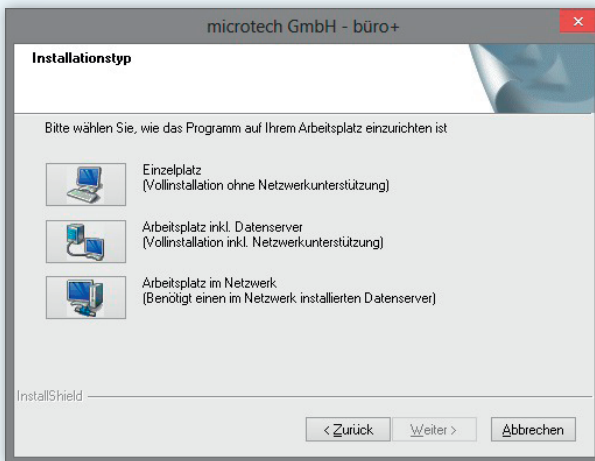 microtech GmbH - büro+
Installationstyp
Bitte wählen Sie, wie das Programm auf Ihrem Arbeitsplatz einzurichten ist
Einzelplatz
(Vollinstallation ohne Netzwerkunterstützung)
Arbeitsplatz inkl. Datenserver
(Vollinstallation inkl. Netzwerkunterstützung)
Arbeitsplatz im Netzwerk
(Benötigt einen im Netzwerk installierten Datenserver)
InstallShield
< Zurück Weiter > Abbrechen